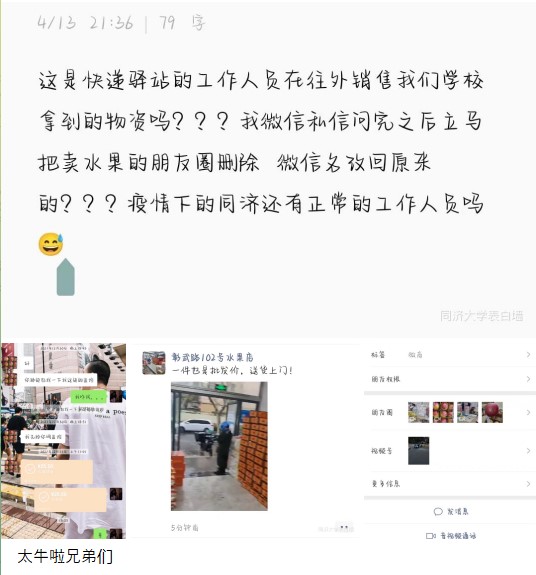 4/13 21:36 | 79 字
这是快递驿站的工作人员在往外销售我们学校
拿到的物资吗？？？我微信私信问完之后立马
把卖水果的朋友圈删除 微信名改回原来
的？？？疫情下的同济还有正常的工作人员吗
😅
同济大学表白墙
彰武路102号水果店
一件也是批发价，送货上门！
5分钟前
标签
朋友权限
朋友圈
视频号
更多信息
发消息
音视频通话
太牛啦兄弟们